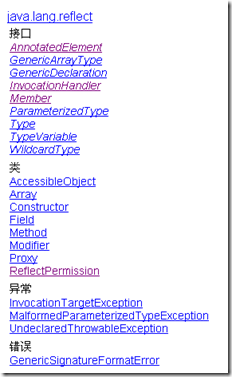 java.lang.reflect
接口
AnnotatedElement
GenericArrayType
GenericDeclaration
InvocationHandler
Member
ParameterizedType
Type
TypeVariable
WildcardType
类
AccessibleObject
Array
Constructor
Field
Method
Modifier
Proxy
ReflectPermission
异常
InvocationTargetException
MalformedParameterizedTypeException
UndeclaredThrowableException
错误
GenericSignatureFormatError